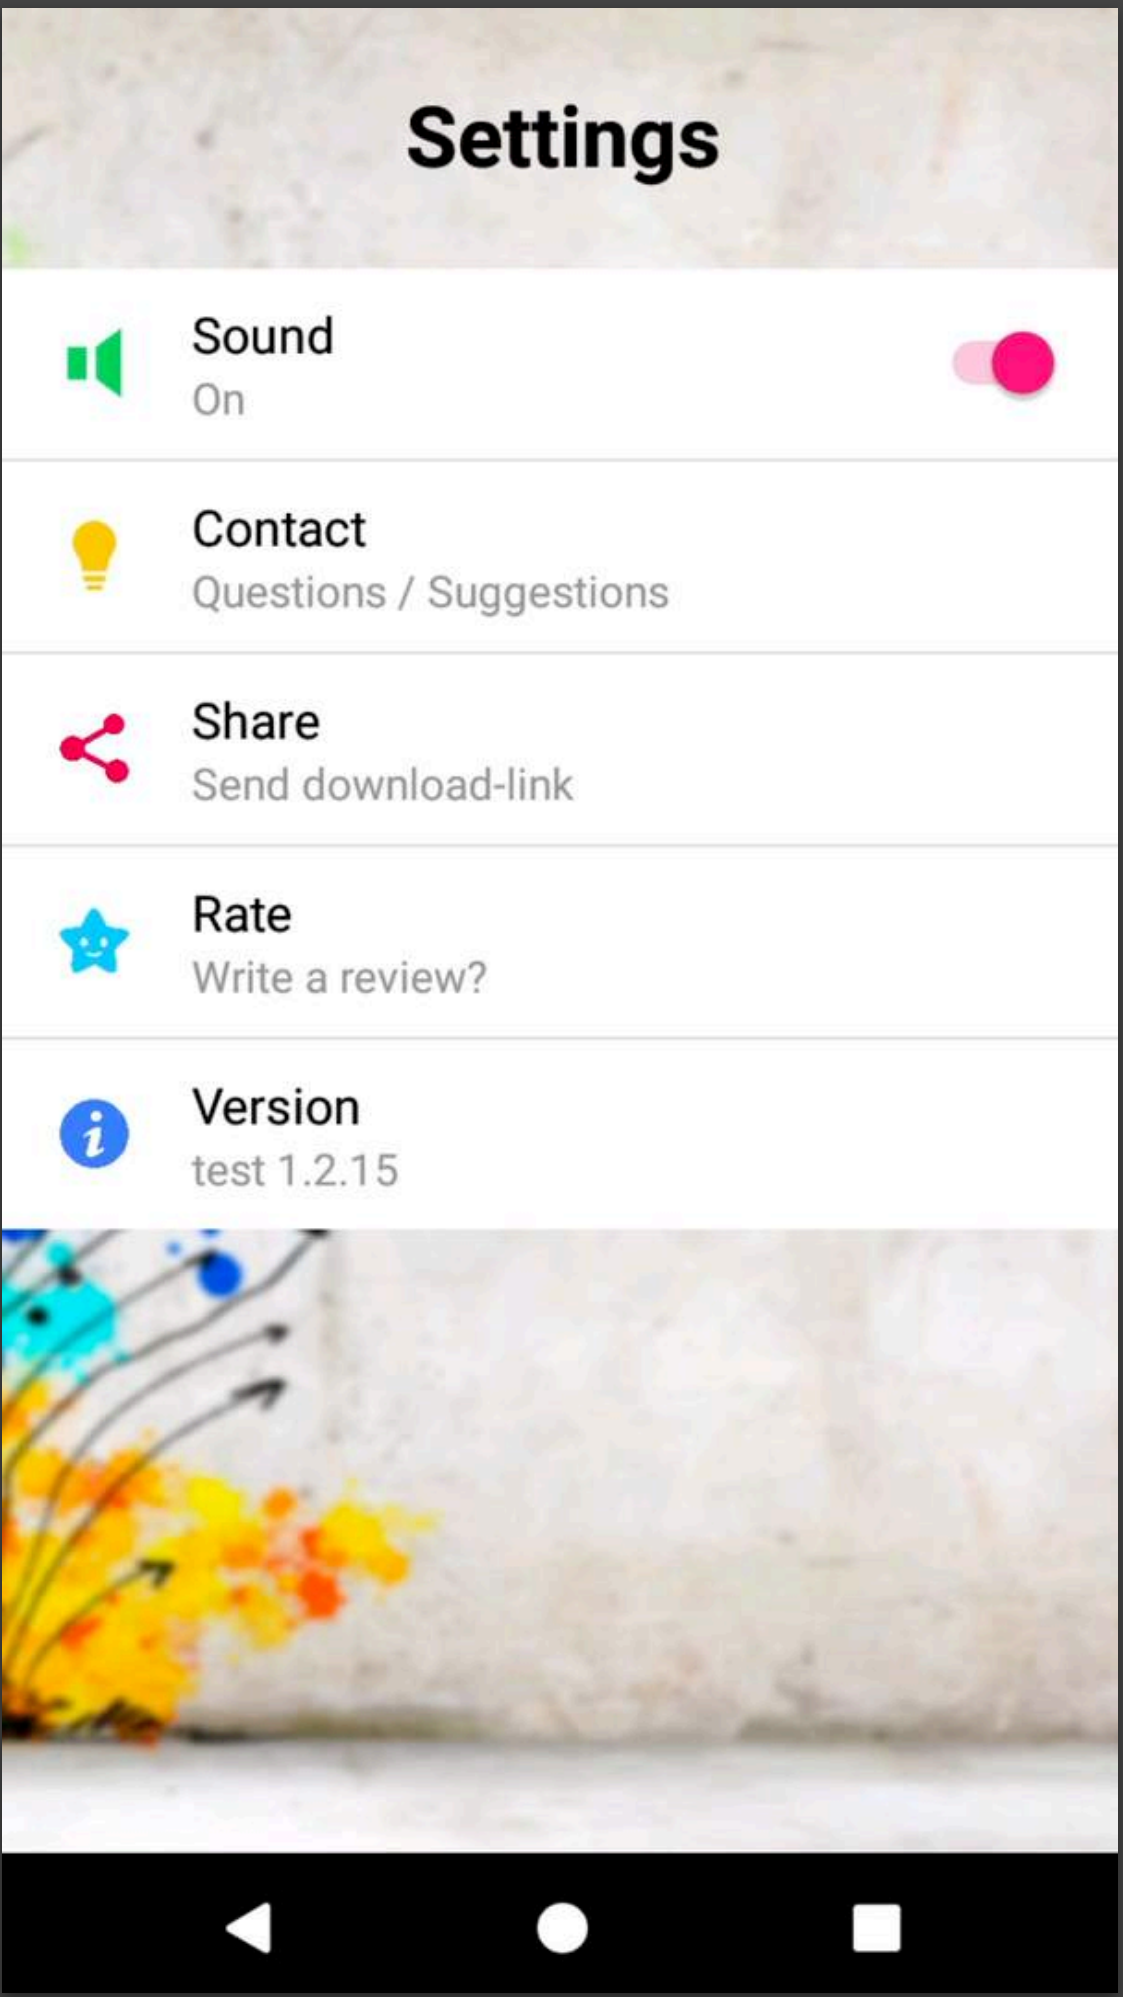 Settings
Sound
On
Contact
Questions / Suggestions
Share
Send download-link
Rate
Write a review?
Version
test 1.2.15